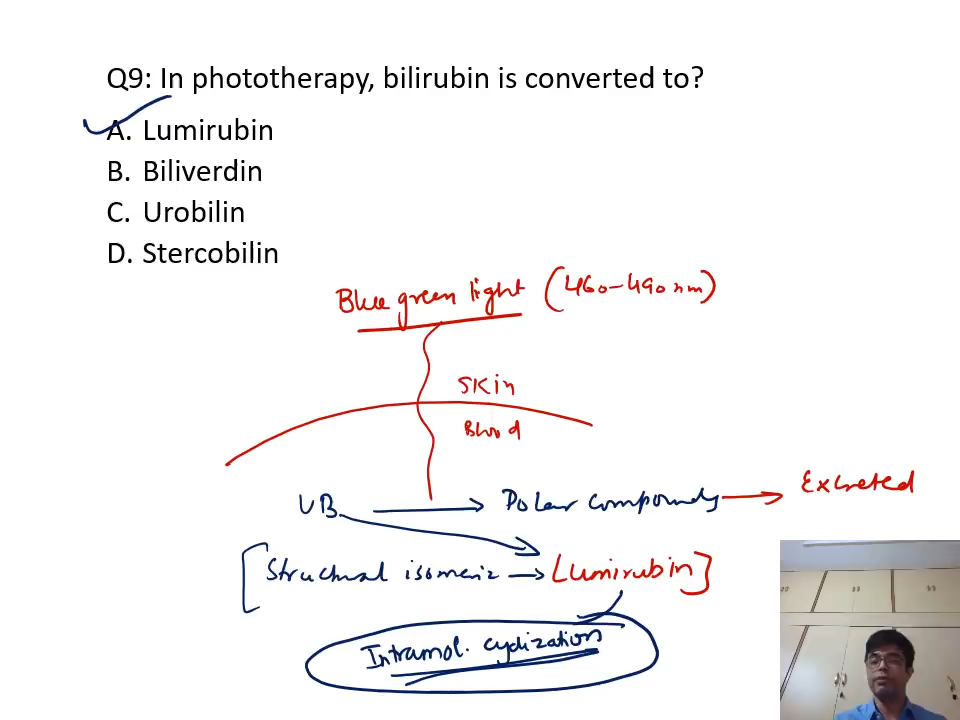 Q9: In phototherapy, bilirubin is converted to?
A. Lumirubin
B. Biliverdin
C. Urobilin
D. Stercobilin
Blue green light (460-490 nm)
Skin
Blood
UB → Polar compounds → Excreted
[Structural isomeriz → Lumirubin]
Intramol. cyclization